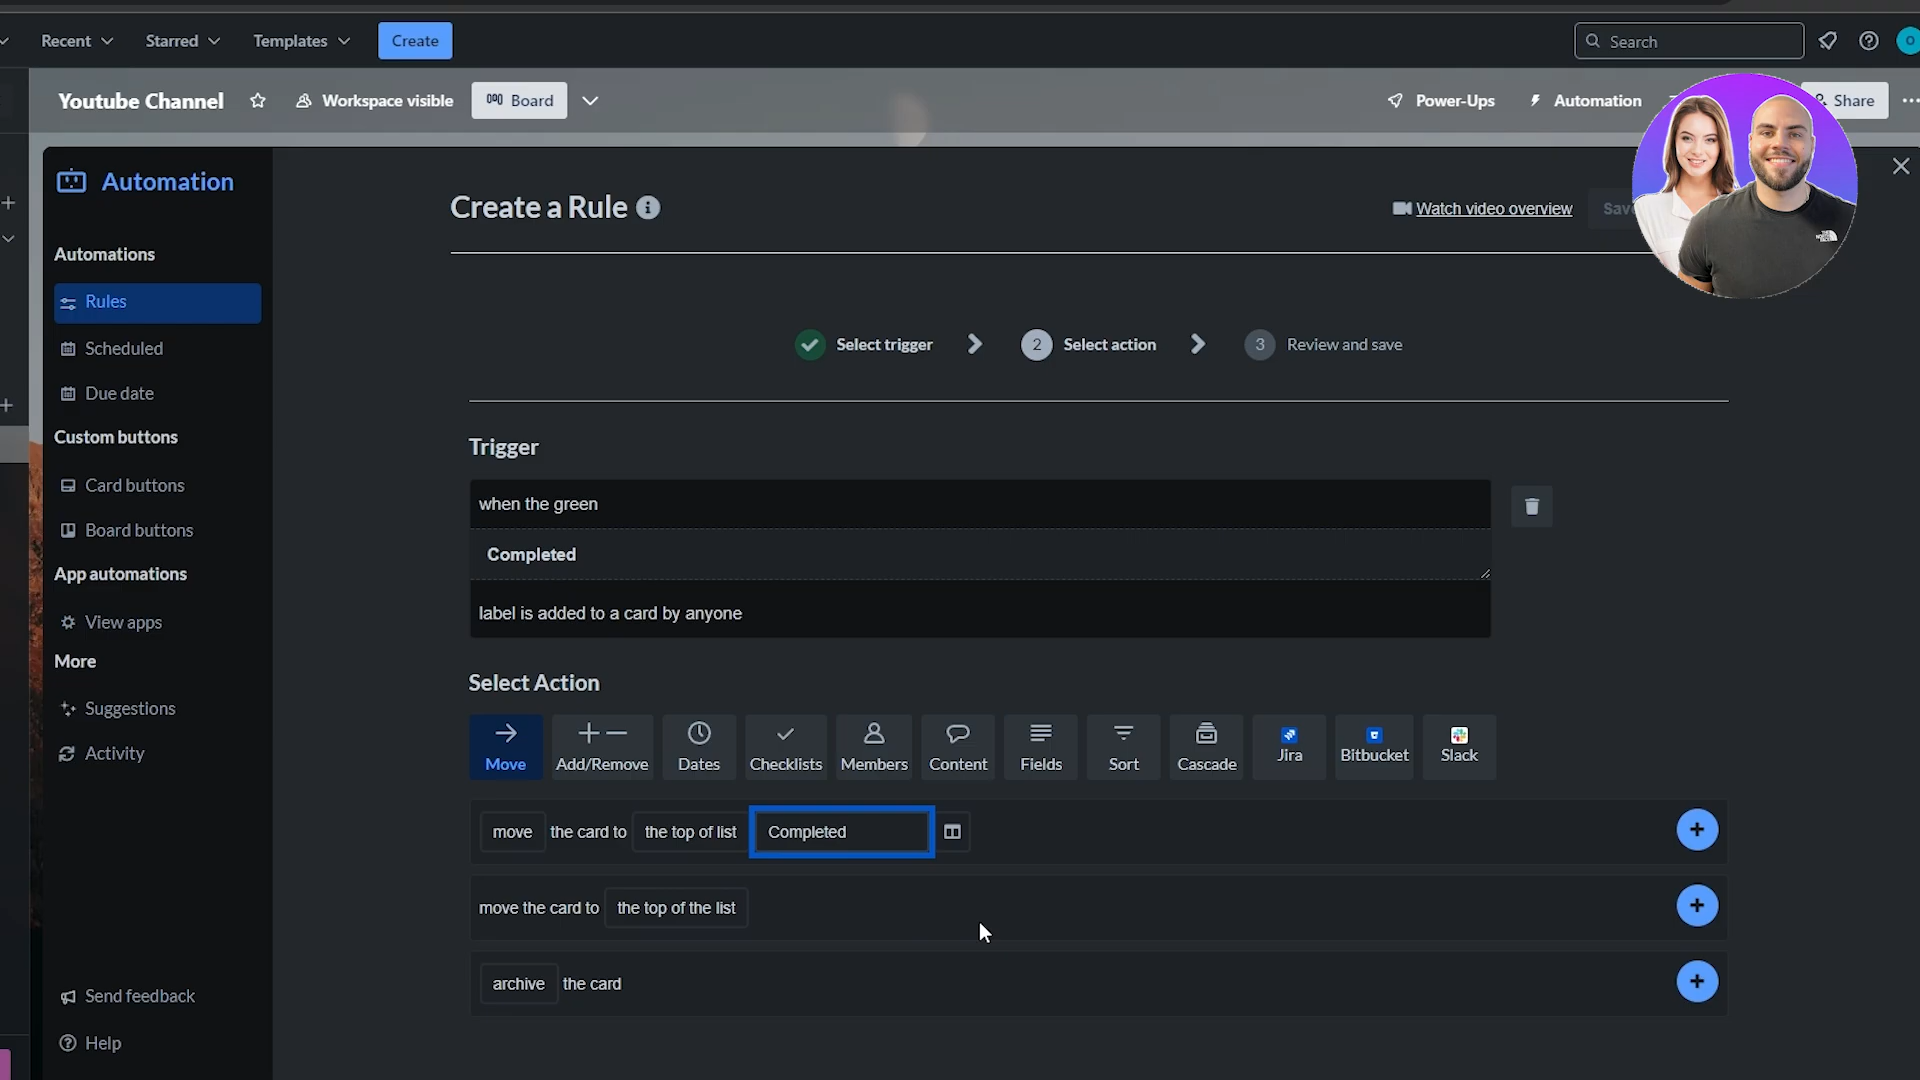 Recent Starred Templates Create Search
Youtube Channel Workspace visible Board Power-Ups Automation Share
Automation
Create a Rule
Watch video overview
Automations
Rules
Scheduled
Due date
Custom buttons
Card buttons
Board buttons
App automations
View apps
More
Suggestions
Activity
Send feedback
Help
Select trigger 2 Select action 3 Review and save
Trigger
when the green
Completed
label is added to a card by anyone
Select Action
Move Add/Remove Dates Checklists Members Content Fields Sort Cascade Jira Bitbucket Slack
move the card to the top of list Completed
move the card to the top of the list
archive the card